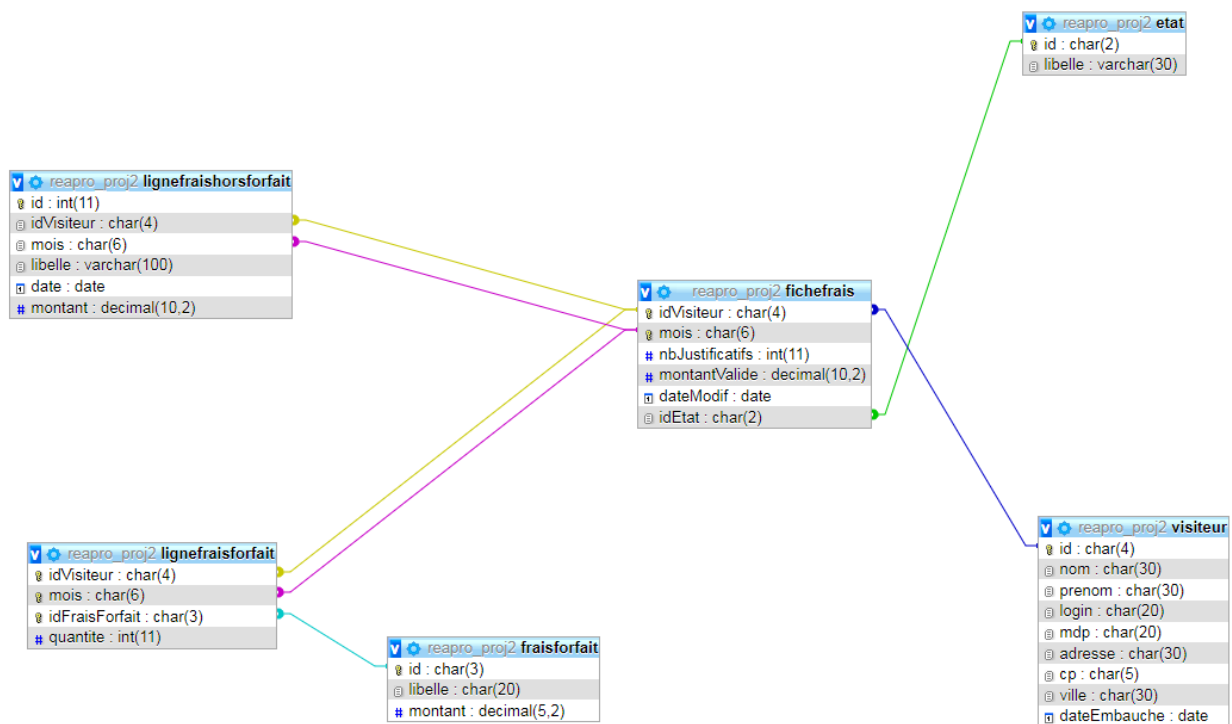 reapro_proj2 etat
id : char(2)
libelle : varchar(30)
reapro_proj2 lignefraishorsforfait
id : int(11)
idVisiteur : char(4)
mois : char(6)
libelle : varchar(100)
date : date
# montant : decimal(10,2)
reapro_proj2 fichefrais
idVisiteur : char(4)
mois : char(6)
# nbJustificatifs : int(11)
# montantValide : decimal(10,2)
dateModif : date
idEtat : char(2)
reapro_proj2 lignefraisforfait
idVisiteur : char(4)
mois : char(6)
idFraisForfait : char(3)
# quantite : int(11)
reapro_proj2 fraisforfait
id : char(3)
libelle : char(20)
# montant : decimal(5,2)
reapro_proj2 visiteur
id : char(4)
nom : char(30)
prenom : char(30)
login : char(20)
mdp : char(20)
adresse : char(30)
cp : char(5)
ville : char(30)
dateEmbauche : date